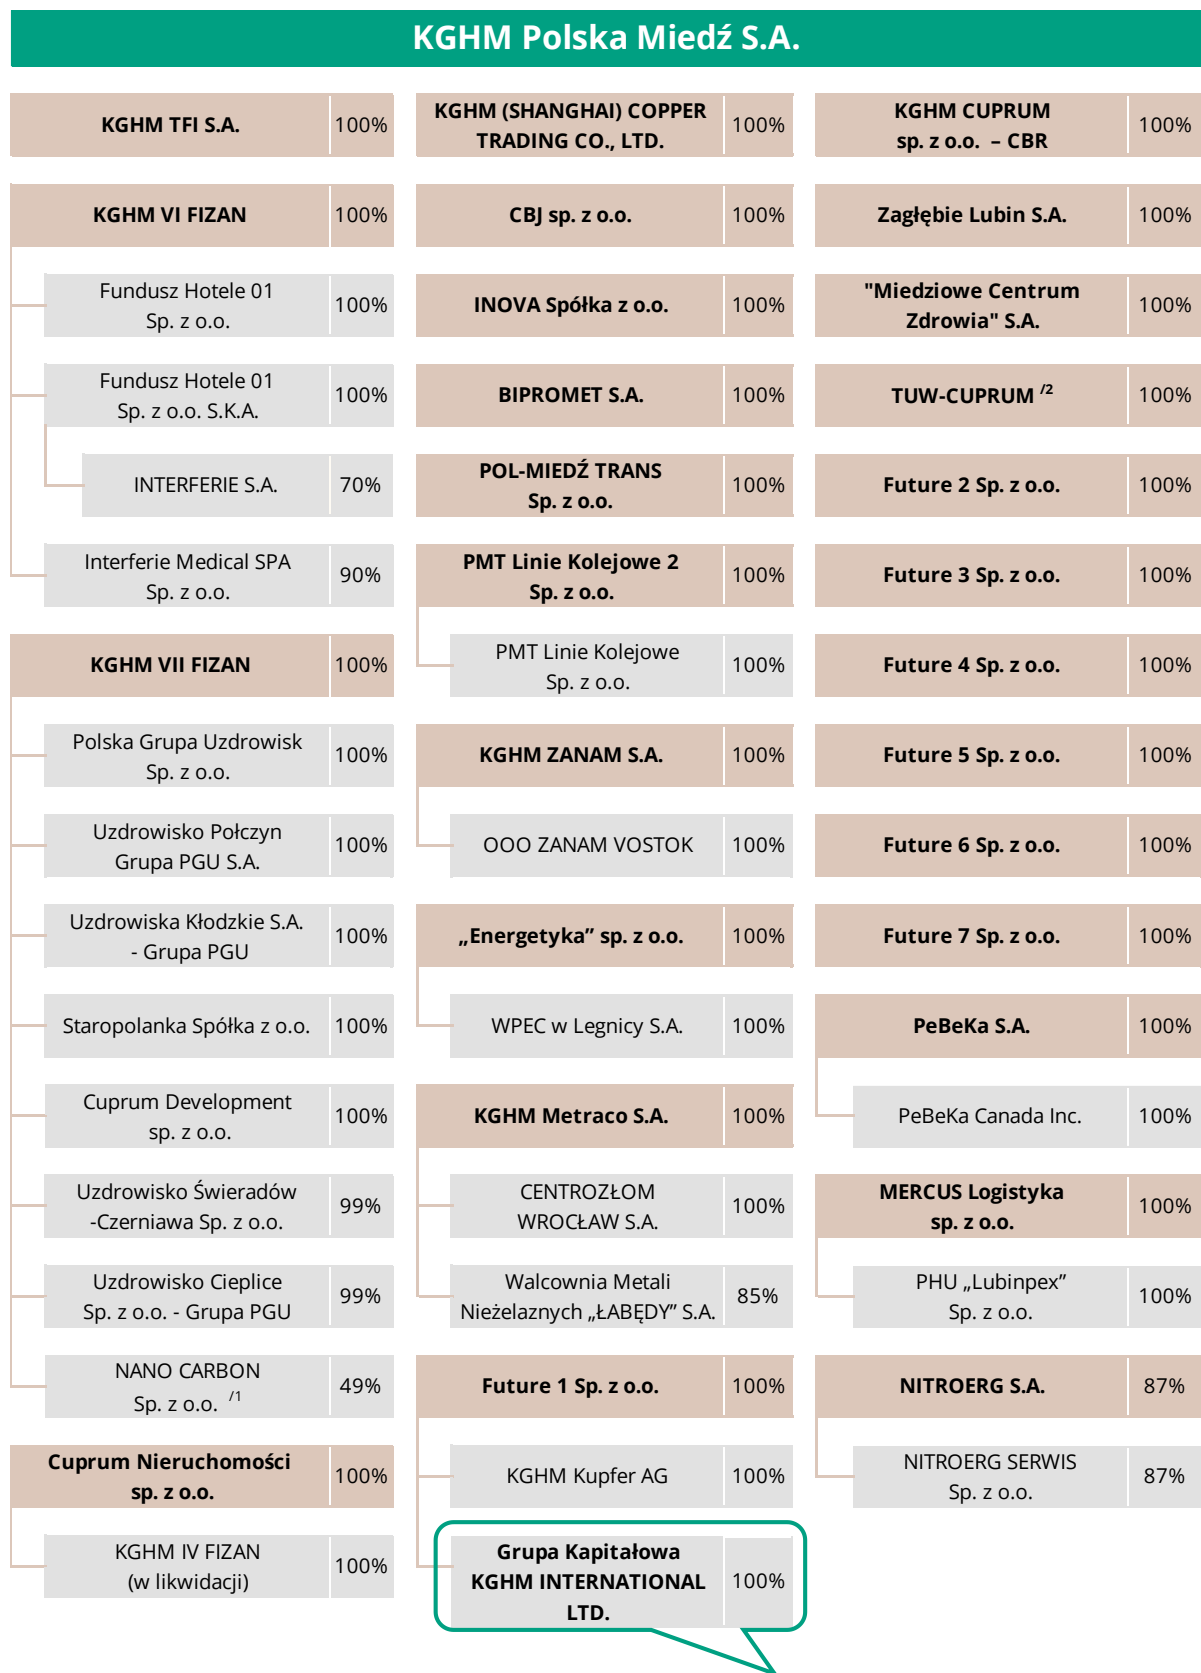 KGHM Polska Miedź S.A.
KGHM TFI S.A.
100%
KGHM VI FIZAN
100%
Fundusz Hotele 01
Sp. z o.o.
100%
Fundusz Hotele 01
Sp. z o.o. S.K.A.
100%
INTERFERIE S.A.
70%
Interferie Medical SPA
Sp. z o.o.
90%
KGHM VII FIZAN
100%
Polska Grupa Uzdrowisk
Sp. z o.o.
100%
Uzdrowisko Połczyn
Grupa PGU S.A.
100%
Uzdrowiska Kłodzkie S.A.
- Grupa PGU
100%
Staropolanka Spółka z o.o.
100%
Cuprum Development
sp. z o.o.
100%
Uzdrowisko Świeradów
-Czerniawa Sp. z o.o.
99%
Uzdrowisko Cieplice
Sp. z o.o. - Grupa PGU
99%
NANO CARBON
Sp. z o.o. /1
49%
Cuprum Nieruchomości
sp. z o.o.
100%
KGHM IV FIZAN
(w likwidacji)
100%
KGHM (SHANGHAI) COPPER
TRADING CO., LTD.
100%
CBJ sp. z o.o.
100%
INOVA Spółka z o.o.
100%
BIPROMET S.A.
100%
POL-MIEDŹ TRANS
Sp. z o.o.
100%
PMT Linie Kolejowe 2
Sp. z o.o.
100%
PMT Linie Kolejowe
Sp. z o.o.
100%
KGHM ZANAM S.A.
100%
OOO ZANAM VOSTOK
100%
„Energetyka” sp. z o.o.
100%
WPEC w Legnicy S.A.
100%
KGHM Metraco S.A.
100%
CENTROZŁOM
WROCŁAW S.A.
100%
Walcownia Metali
Nieżelaznych „ŁABĘDY” S.A.
85%
Future 1 Sp. z o.o.
100%
KGHM Kupfer AG
100%
Grupa Kapitałowa
KGHM INTERNATIONAL
LTD.
100%
KGHM CUPRUM
sp. z o.o. – CBR
100%
Zagłębie Lubin S.A.
100%
"Miedziowe Centrum
Zdrowia" S.A.
100%
TUW-CUPRUM /2
100%
Future 2 Sp. z o.o.
100%
Future 3 Sp. z o.o.
100%
Future 4 Sp. z o.o.
100%
Future 5 Sp. z o.o.
100%
Future 6 Sp. z o.o.
100%
Future 7 Sp. z o.o.
100%
PeBeKa S.A.
100%
PeBeKa Canada Inc.
100%
MERCUS Logistyka
sp. z o.o.
100%
PHU „Lubinpex”
Sp. z o.o.
100%
NITROERG S.A.
87%
NITROERG SERWIS
Sp. z o.o.
87%